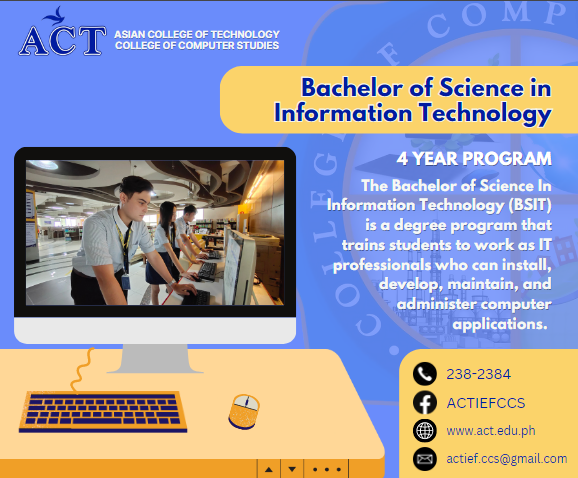 ACT
ASIAN COLLEGE OF TECHNOLOGY
COLLEGE OF COMPUTER STUDIES
Bachelor of Science in
Information Technology
4 YEAR PROGRAM
The Bachelor of Science In
Information Technology (BSIT)
is a degree program that
trains students to work as IT
professionals who can install,
develop, maintain, and
administer computer
applications.
238-2384
ACTIEFCCS
www.act.edu.ph
actief.ccs@gmail.com
COLLEGE OF COMP